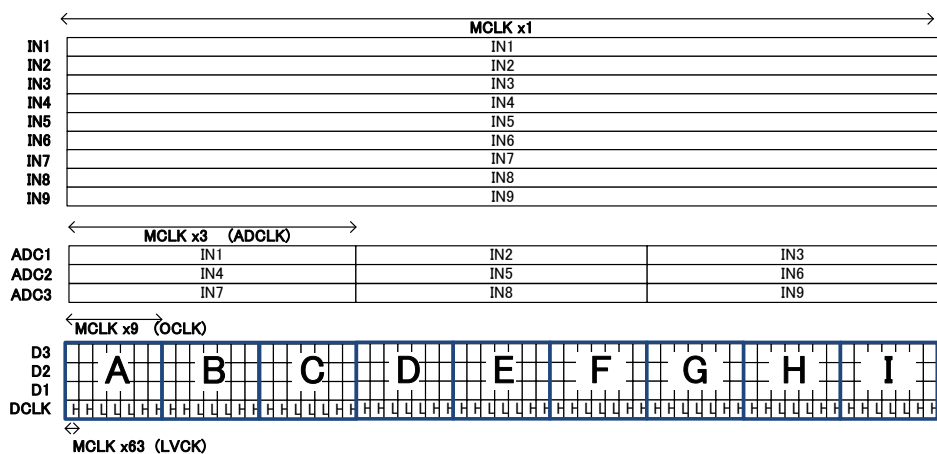 MCLK x1
IN1 IN1
IN2 IN2
IN3 IN3
IN4 IN4
IN5 IN5
IN6 IN6
IN7 IN7
IN8 IN8
IN9 IN9
MCLK x3 (ADCLK)
ADC1 IN1 IN2 IN3
ADC2 IN4 IN5 IN6
ADC3 IN7 IN8 IN9
MCLK x9 (OCLK)
D3
D2 A B C D E F G H I
D1
DCLK H H L L L H H H H L L L H H H H L L L H H H H L L L H H H H L L L H H H H L L L H H H H L L L H H H H L L L H H H H L L L H H
MCLK x63 (LVCK)